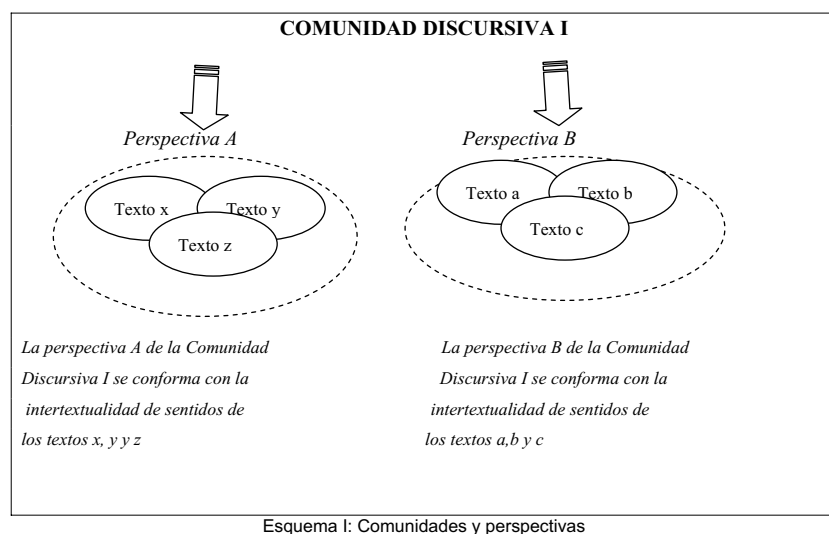 COMUNIDAD DISCURSIVA I
Perspectiva A
Texto x
Texto y
Texto z
La perspectiva A de la Comunidad
Discursiva I se conforma con la
intertextualidad de sentidos de
los textos x, y y z
Perspectiva B
Texto a
Texto b
Texto c
La perspectiva B de la Comunidad
Discursiva I se conforma con la
intertextualidad de sentidos de
los textos a,b y c
Esquema I: Comunidades y perspectivas